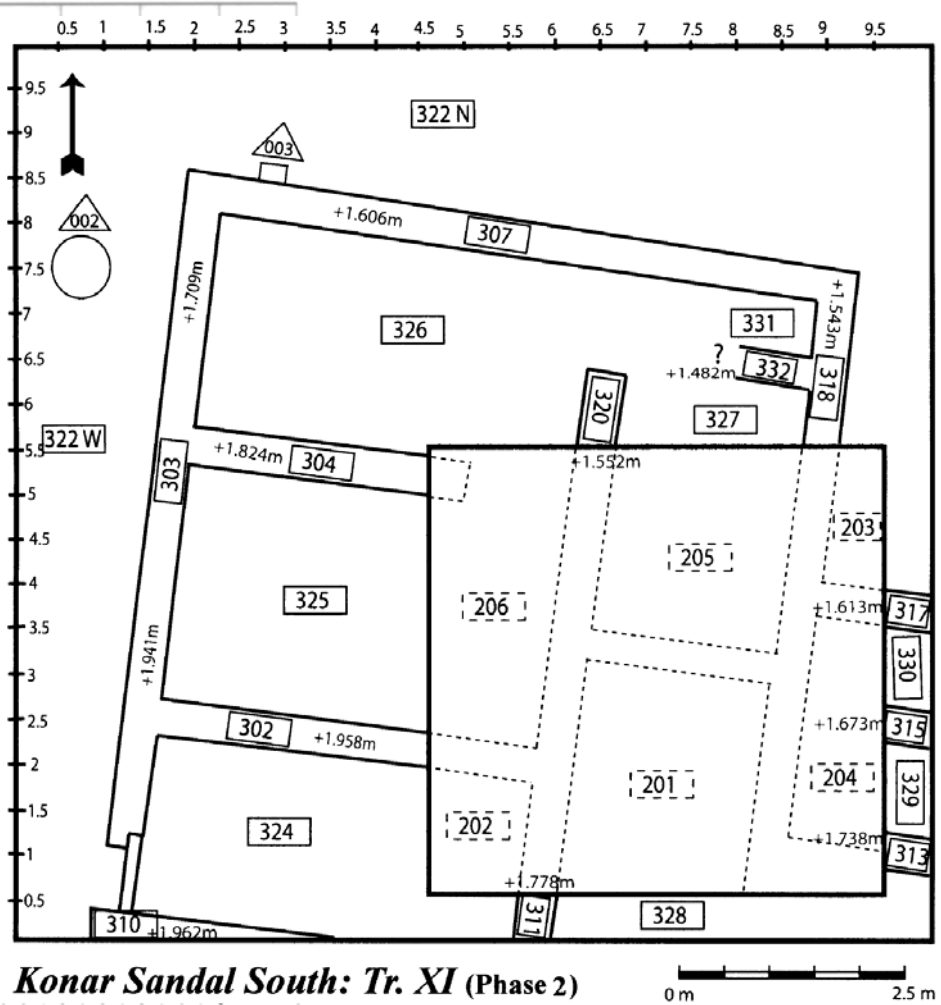 0.5 1 1.5 2 2.5 3 3.5 4 4.5 5 5.5 6 6.5 7 7.5 8 8.5 9 9.5
9.5
322 N
9
003
8.5
002
8
+1.606m
307
7.5
+1.709m
+1.543m
7
326
331
6.5
?
332
+1.482m
318
6
320
327
322 W
5.5
+1.824m
304
+1.552m
303
5
203
4.5
205
4
325
206
+1.613m
317
3.5
+1.941m
330
3
2.5
302
+1.958m
+1.673m
315
2
201
204
329
1.5
324
202
1
+1.738m
313
+1.778m
0.5
310
+1.962m
311
328
Konar Sandal South: Tr. XI (Phase 2)
0 m 2.5 m